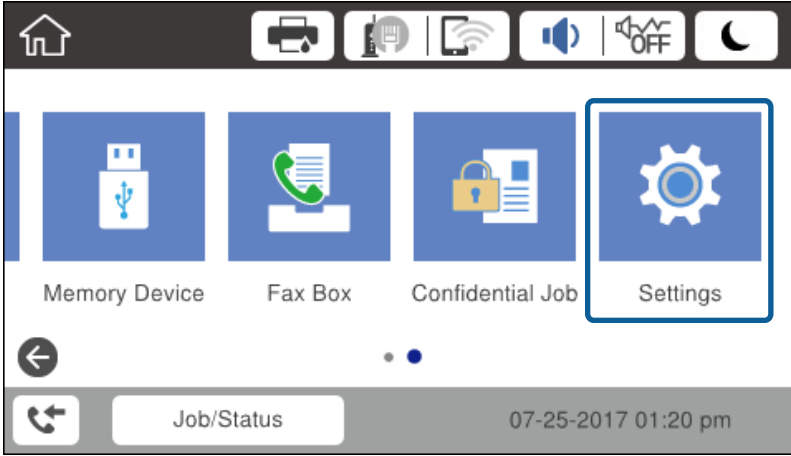 OFF
Memory Device
Fax Box
Confidential Job
Settings
Job/Status
07-25-2017 01:20 pm